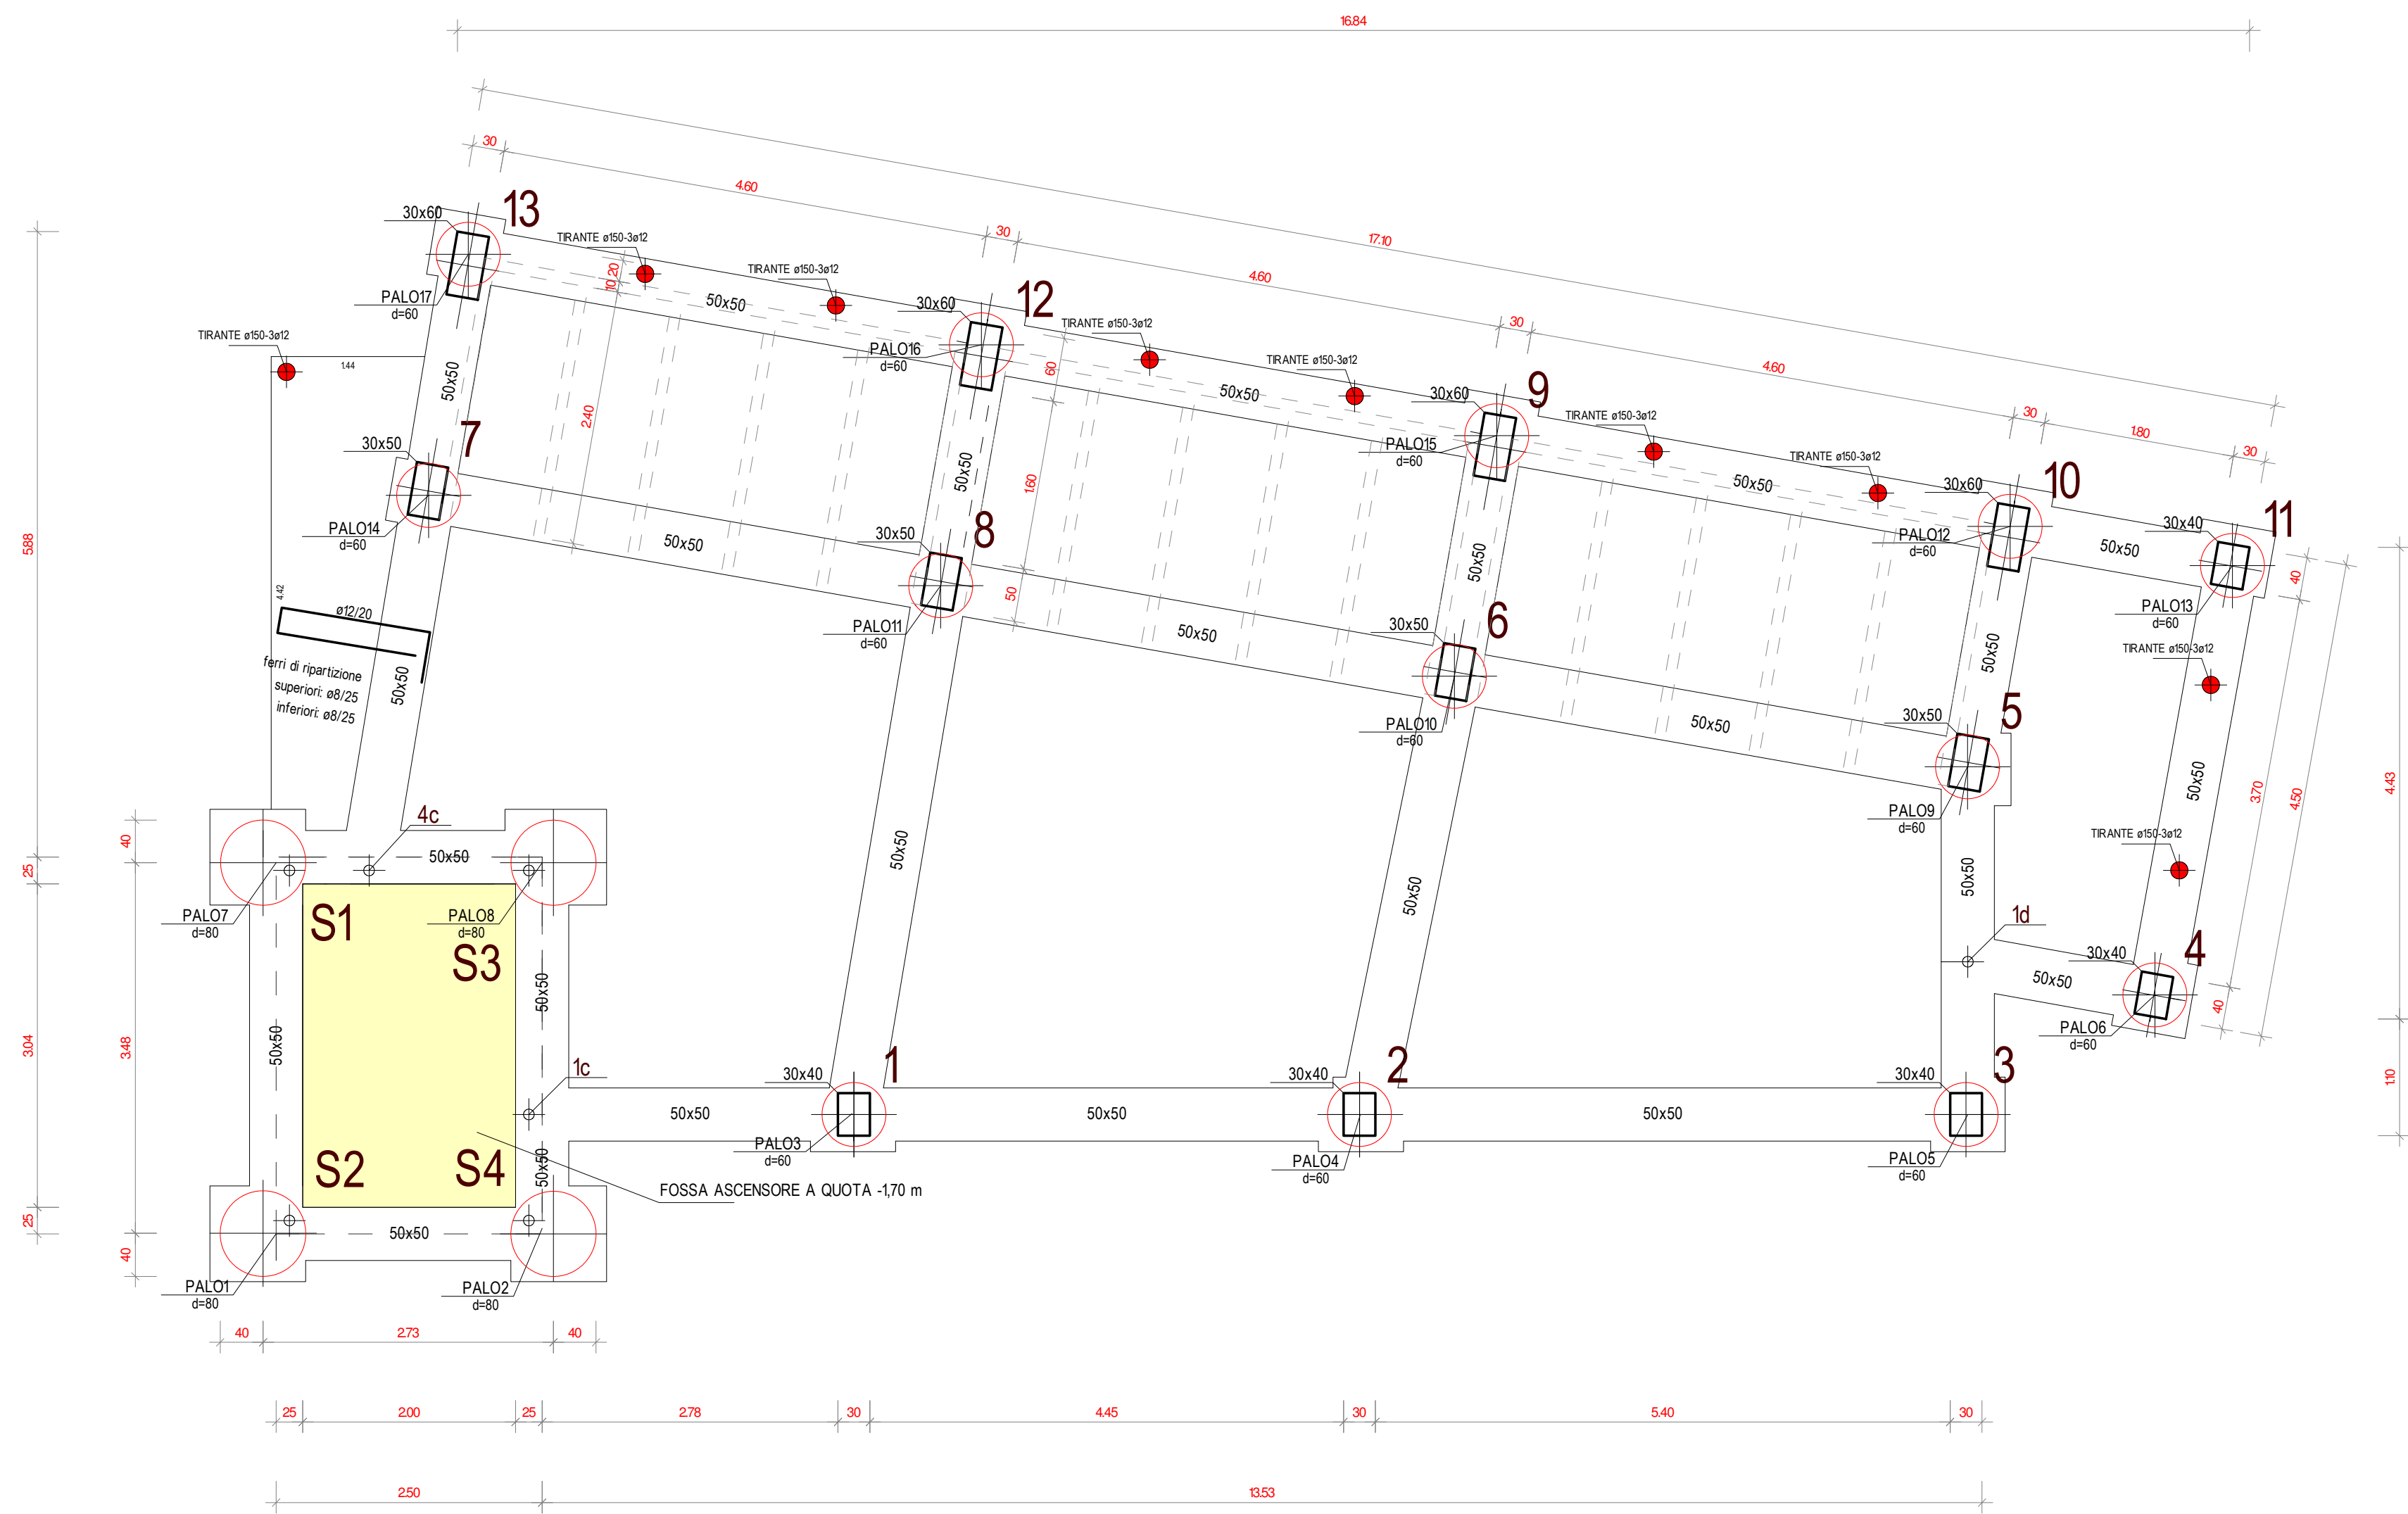 16.84
30
4.60
30
17.10
4.60
30
4.60
30
1.80
30
13
30x60
TIRANTE ø150-3ø12
10.20
TIRANTE ø150-3ø12
50x50
PALO17
d=60
12
30x60
TIRANTE ø150-3ø12
PALO16
d=60
60
TIRANTE ø150-3ø12
50x50
9
30x60
TIRANTE ø150-3ø12
PALO15
d=60
TIRANTE ø150-3ø12
50x50
10
30x60
PALO12
d=60
50x50
11
30x40
PALO13
d=60
40
TIRANTE ø150-3ø12
1.44
50x50
2.40
7
30x50
PALO14
d=60
50x50
1.60
50x50
8
30x50
PALO11
d=60
50
50x50
50x50
6
30x50
PALO10
d=60
50x50
50x50
5
30x50
PALO9
d=60
TIRANTE ø150-3ø12
50x50
3.70
4.50
4.43
5.88
4.42
ø12/20
ferri di ripartizione
superiori: ø8/25
inferiori: ø8/25
50x50
40
25
4c
50x50
50x50
50x50
50x50
TIRANTE ø150-3ø12
PALO7
d=80
S1
PALO8
d=80
S3
1d
30x40
4
50x50
40
PALO6
d=60
3.04
3.48
50x50
50x50
1c
30x40
1
30x40
2
30x40
3
1.10
50x50
50x50
50x50
PALO3
d=60
PALO4
d=60
PALO5
d=60
S2
S4
50x50
FOSSA ASCENSORE A QUOTA -1,70 m
25
40
50x50
PALO1
d=80
PALO2
d=80
40
2.73
40
25
2.00
25
2.78
30
4.45
30
5.40
30
2.50
13.53